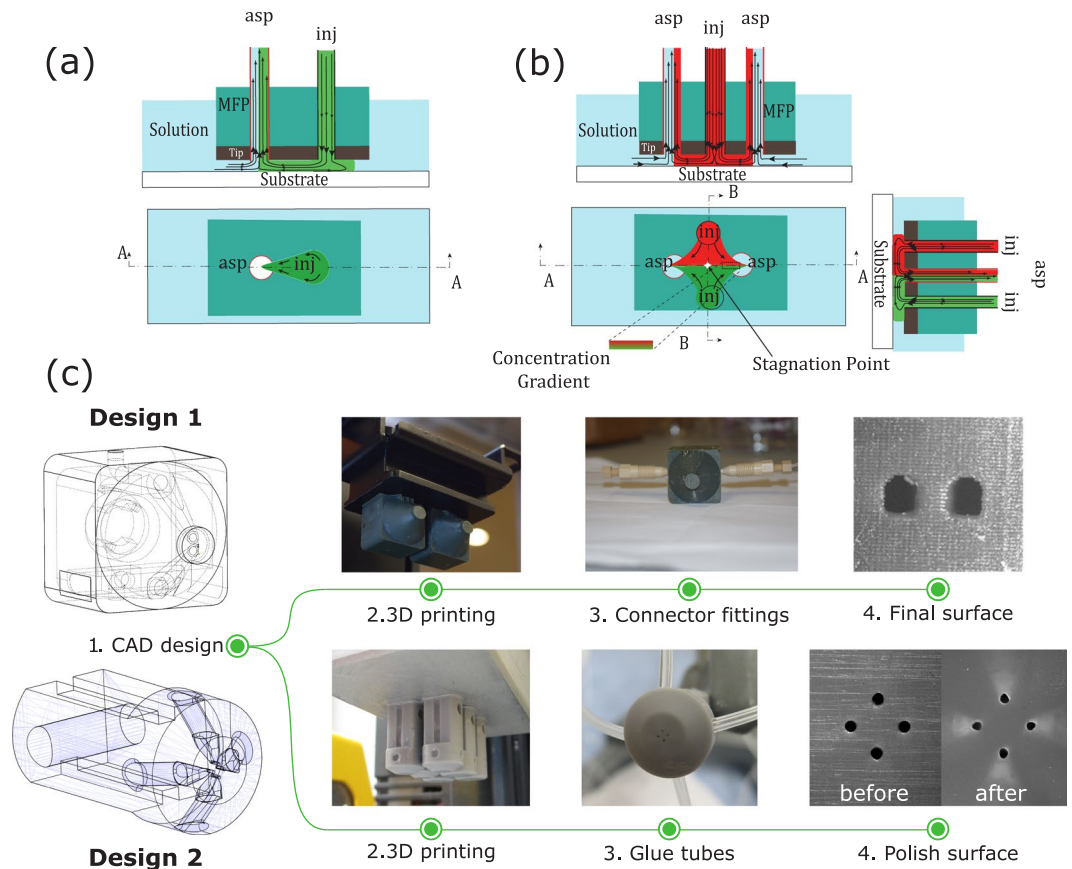 (a)
asp
inj
MFP
Solution
Tip
Substrate
A
asp
inj
A
(b)
asp
inj
asp
MFP
Solution
Tip
Substrate
B
inj
asp
asp
A
A
inj
B
Concentration
Gradient
Stagnation Point
Substrate
inj
asp
inj
(c)
Design 1
1. CAD design
2.3D printing
3. Connector fittings
4. Final surface
before
after
2.3D printing
3. Glue tubes
4. Polish surface
Design 2